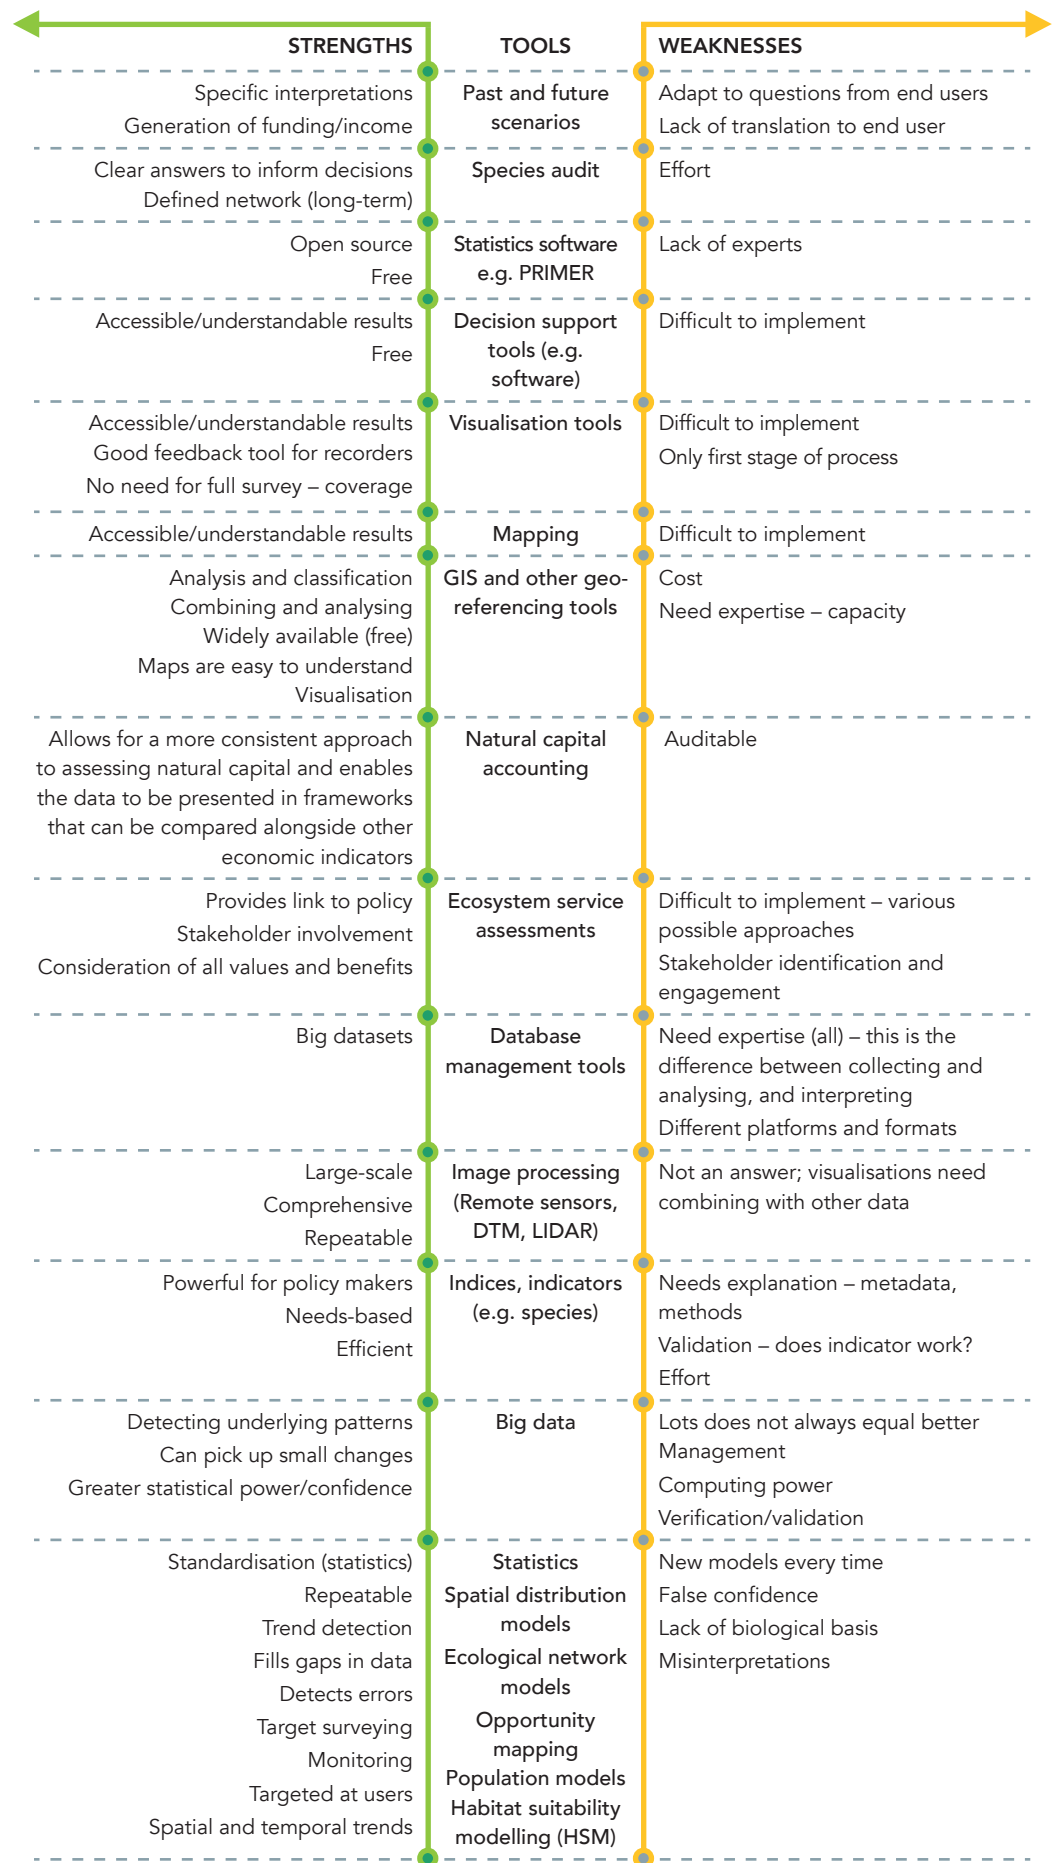 STRENGTHS
TOOLS
WEAKNESSES
Specific interpretations
Generation of funding/income
Past and future
scenarios
Adapt to questions from end users
Lack of translation to end user
Clear answers to inform decisions
Defined network (long-term)
Species audit
Effort
Open source
Free
Statistics software
e.g. PRIMER
Lack of experts
Accessible/understandable results
Free
Decision support
tools (e.g.
software)
Difficult to implement
Accessible/understandable results
Good feedback tool for recorders
No need for full survey – coverage
Visualisation tools
Difficult to implement
Only first stage of process
Accessible/understandable results
Mapping
Difficult to implement
Analysis and classification
Combining and analysing
Widely available (free)
Maps are easy to understand
Visualisation
GIS and other geo-
referencing tools
Cost
Need expertise – capacity
Allows for a more consistent approach
to assessing natural capital and enables
the data to be presented in frameworks
that can be compared alongside other
economic indicators
Natural capital
accounting
Auditable
Provides link to policy
Stakeholder involvement
Consideration of all values and benefits
Ecosystem service
assessments
Difficult to implement – various
possible approaches
Stakeholder identification and
engagement
Big datasets
Database
management tools
Need expertise (all) – this is the
difference between collecting and
analysing, and interpreting
Different platforms and formats
Large-scale
Comprehensive
Repeatable
Image processing
(Remote sensors,
DTM, LIDAR)
Not an answer; visualisations need
combining with other data
Powerful for policy makers
Needs-based
Efficient
Indices, indicators
(e.g. species)
Needs explanation – metadata,
methods
Validation – does indicator work?
Effort
Detecting underlying patterns
Can pick up small changes
Greater statistical power/confidence
Big data
Lots does not always equal better
Management
Computing power
Verification/validation
Standardisation (statistics)
Repeatable
Trend detection
Fills gaps in data
Detects errors
Target surveying
Monitoring
Targeted at users
Spatial and temporal trends
Statistics
Spatial distribution
models
Ecological network
models
Opportunity
mapping
Population models
Habitat suitability
modelling (HSM)
New models every time
False confidence
Lack of biological basis
Misinterpretations